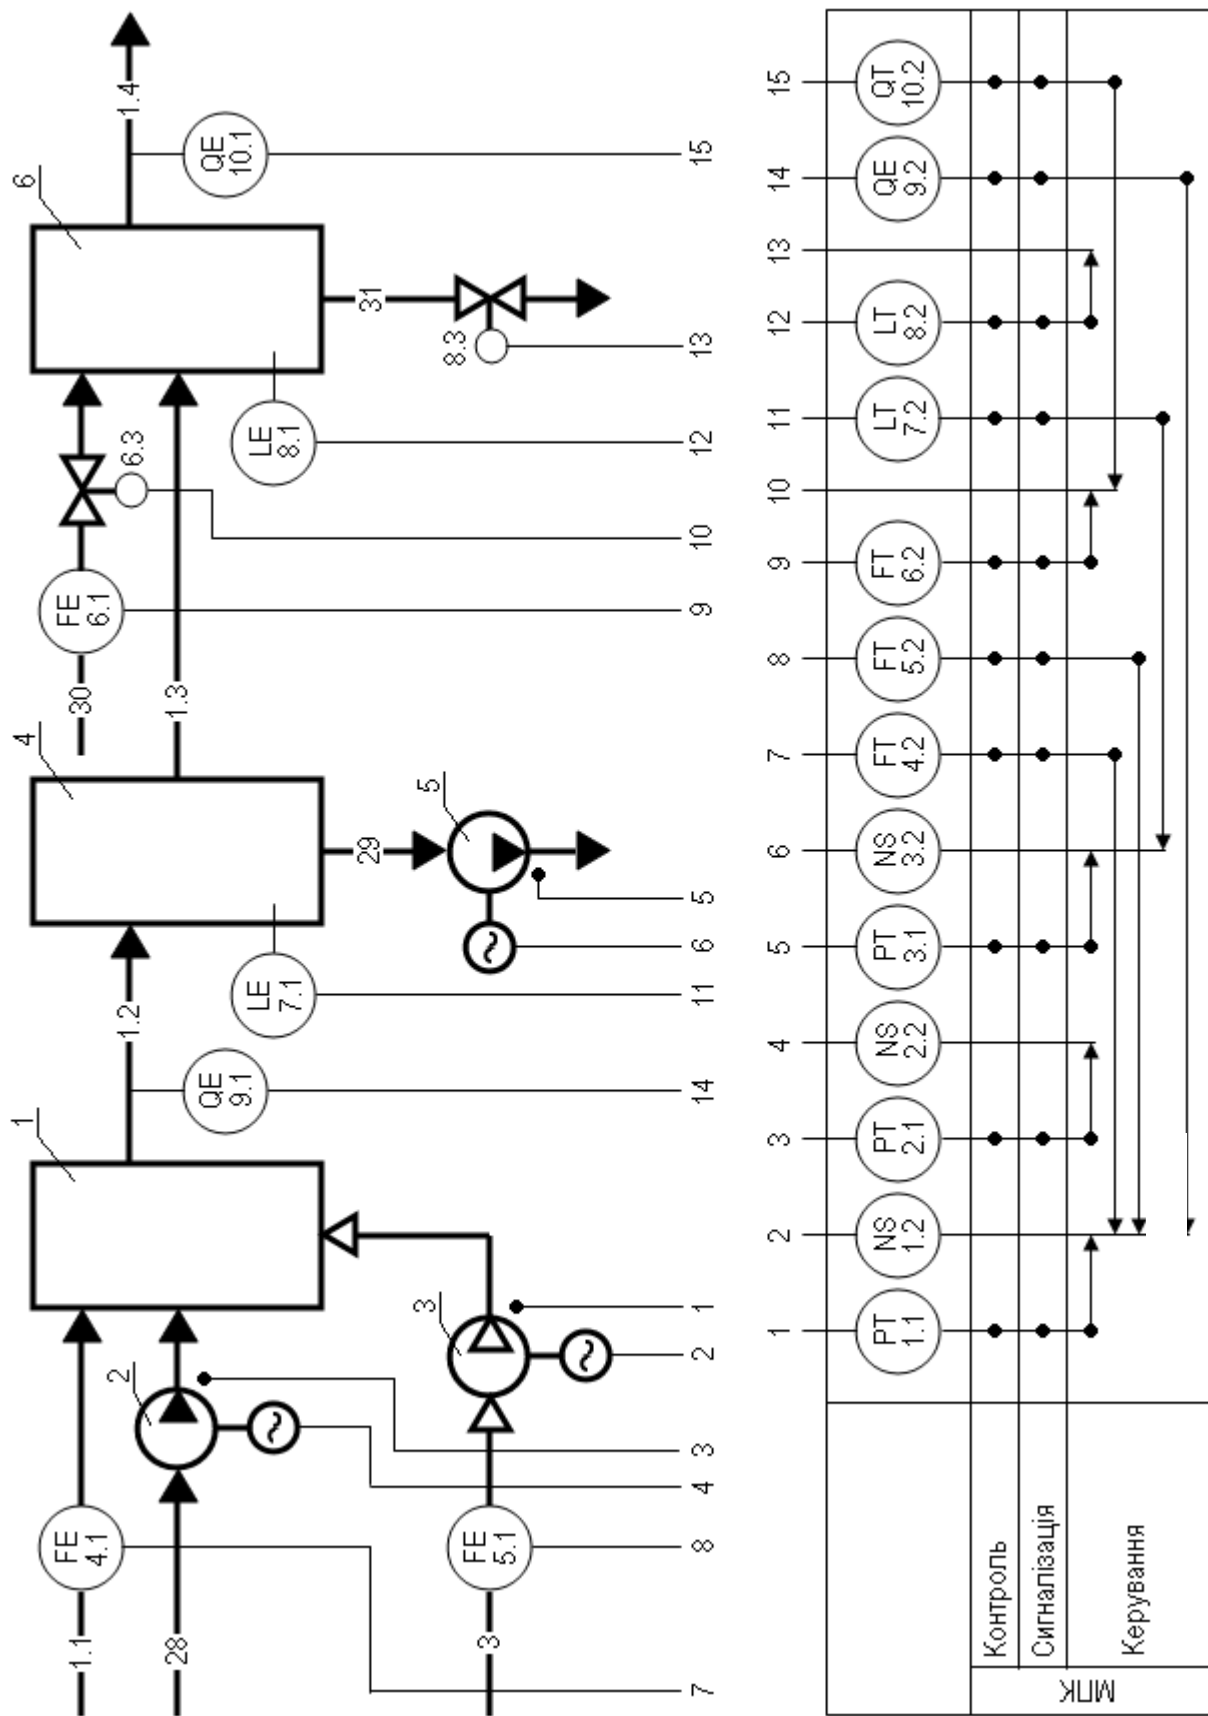 1.1
28
3
FE
4.1
FE
5.1
2
3
1
QE
9.1
1.2
LE
7.1
4
29
5
1.3
30
FE
6.1
6.3
LE
8.1
6
31
8.3
QE
10.1
1.4
7
8
4
3
2
1
14
11
6
5
9
10
12
13
15
1
2
3
4
5
6
7
8
9
10
11
12
13
14
15
PT
1.1
NS
1.2
PT
2.1
NS
2.2
PT
3.1
NS
3.2
FT
4.2
FT
5.2
FT
6.2
LT
7.2
LT
8.2
QE
9.2
QT
10.2
МПК
Контроль
Сигналізація
Керування